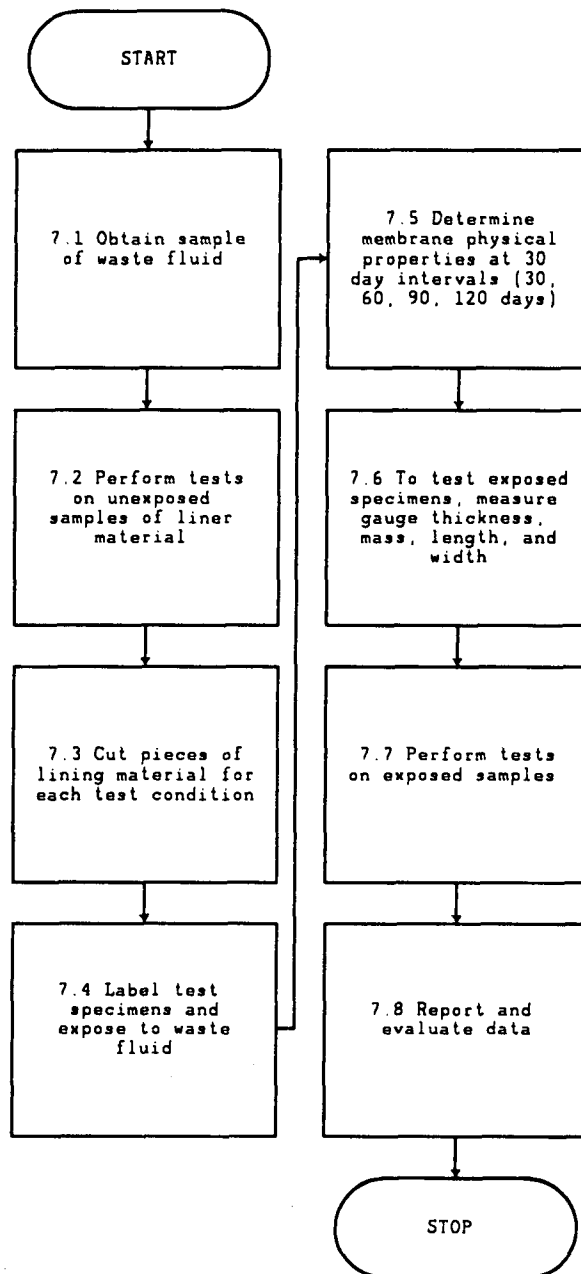 START
7.1 Obtain sample
of waste fluid
7.2 Perform tests
on unexposed
samples of liner
material
7.3 Cut pieces of
lining material for
each test condition
7.4 Label test
specimens and
expose to waste
fluid
7.5 Determine
membrane physical
properties at 30
day intervals (30,
60, 90, 120 days)
7.6 To test exposed
specimens, measure
gauge thickness,
mass, length, and
width
7.7 Perform tests
on exposed samples
7.8 Report and
evaluate data
STOP